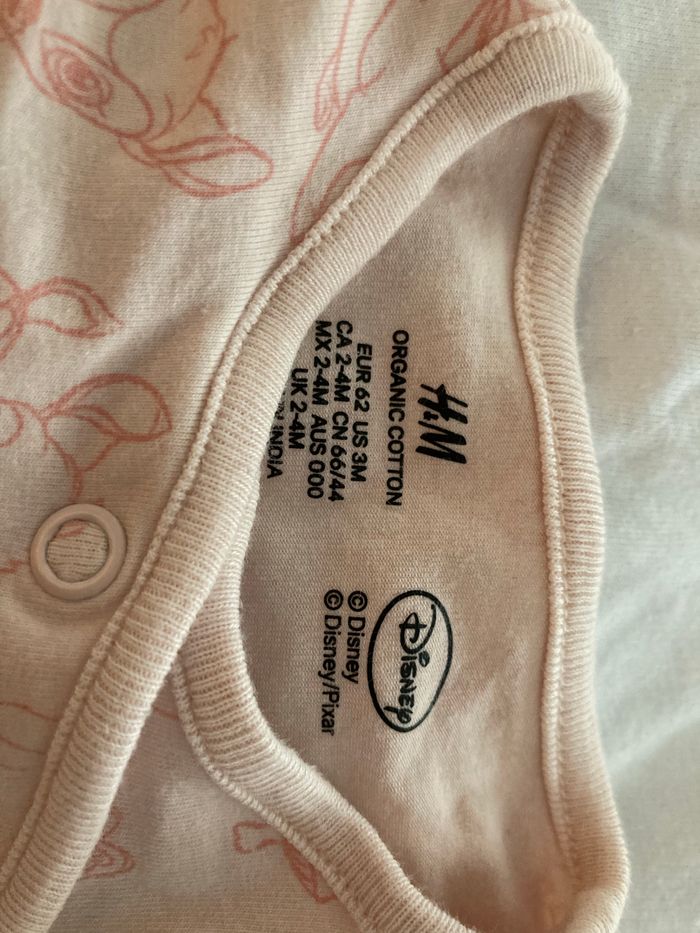 H&M
ORGANIC COTTON
EUR 62 US 3M
CA 2-4M CN 66/44
MX 2-4M AUS 000
UK 2-4M
INDIA
Disney
© Disney
© Disney/Pixar